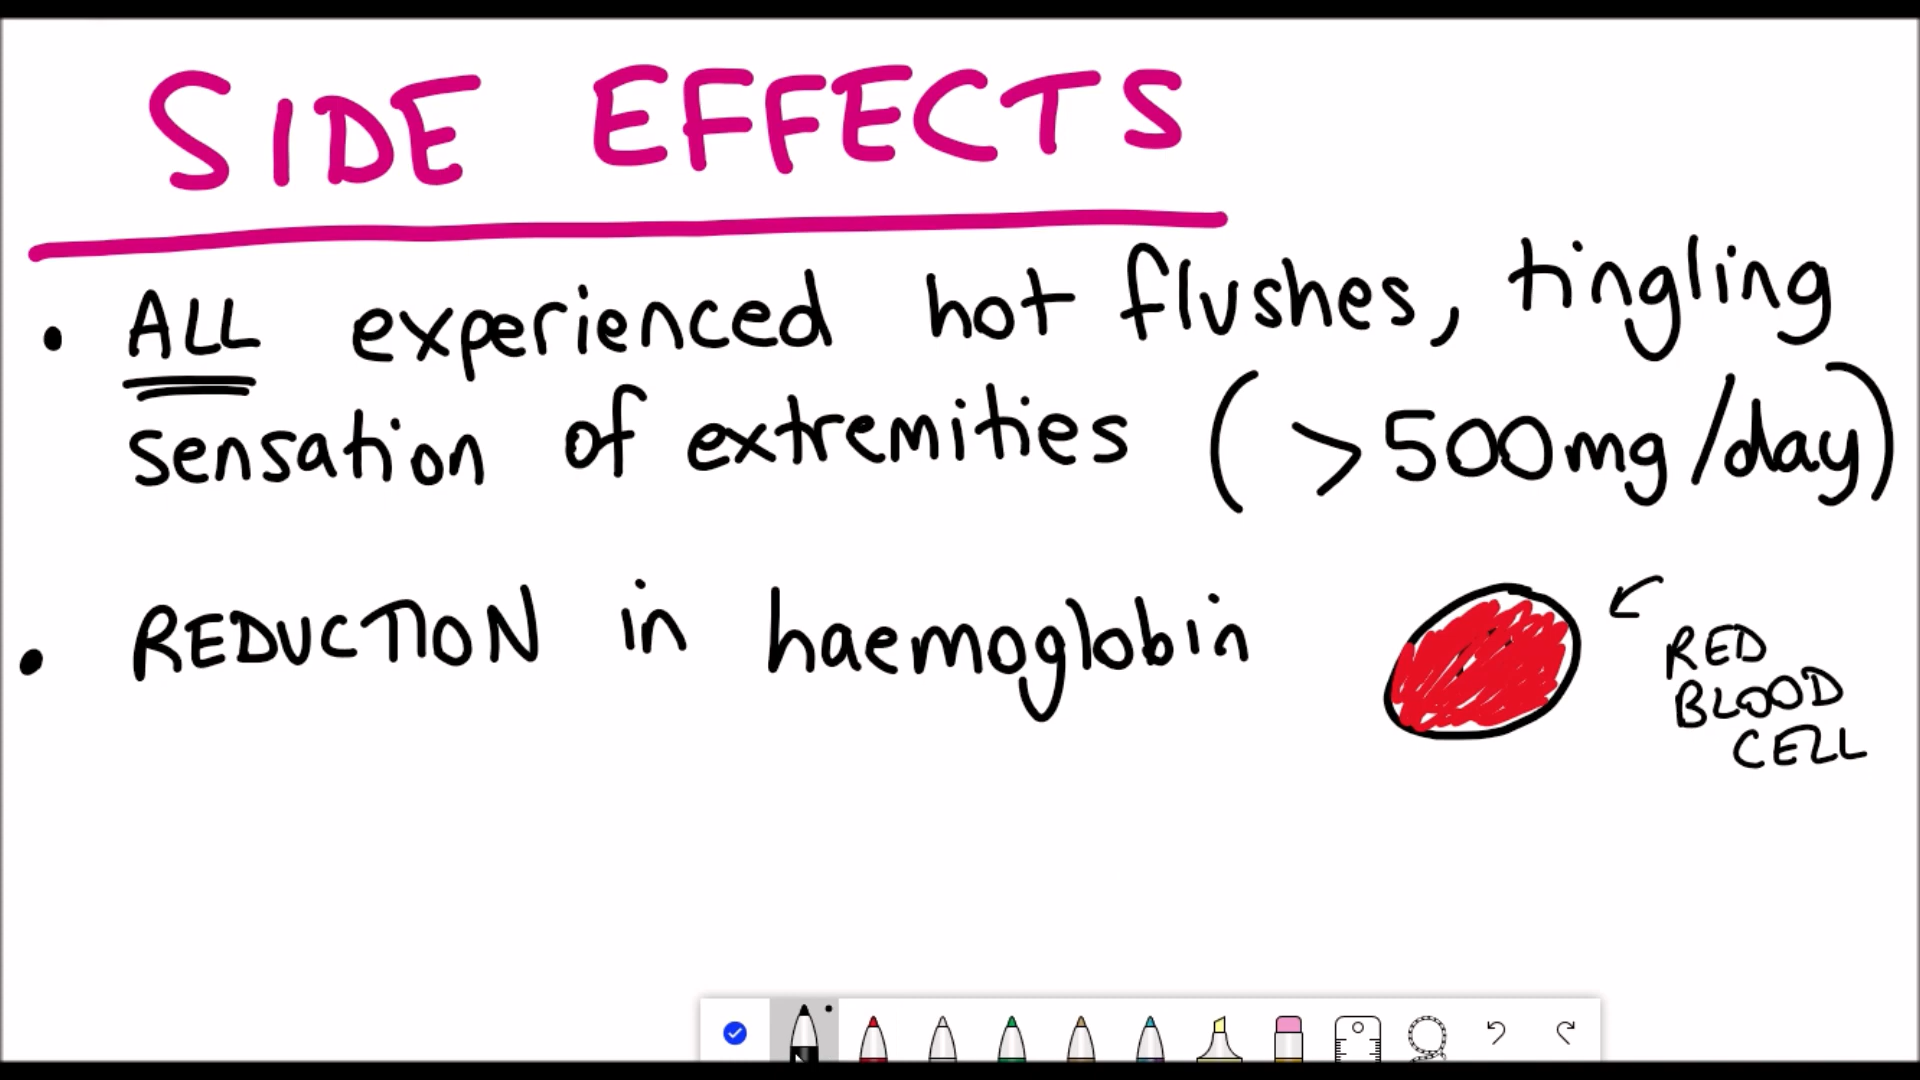 SIDE EFFECTS
• ALL experienced hot flushes, tingling
sensation of extremities (>500mg/day)
• REDUCTION in haemoglobin
RED
BLOOD
CELL